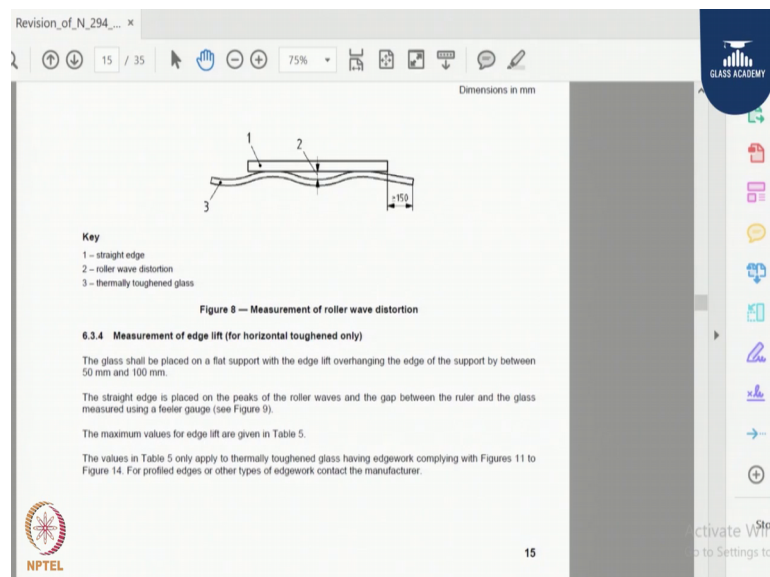 Revision_of_N_294_... ×
15 / 35
75%
GLASS ACADEMY
Dimensions in mm
1
2
3
≥150
Key
1 – straight edge
2 – roller wave distortion
3 – thermally toughened glass
Figure 8 — Measurement of roller wave distortion
6.3.4 Measurement of edge lift (for horizontal toughened only)
The glass shall be placed on a flat support with the edge lift overhanging the edge of the support by between
50 mm and 100 mm.
The straight edge is placed on the peaks of the roller waves and the gap between the ruler and the glass
measured using a feeler gauge (see Figure 9).
The maximum values for edge lift are given in Table 5.
The values in Table 5 only apply to thermally toughened glass having edgework complying with Figures 11 to
Figure 14. For profiled edges or other types of edgework contact the manufacturer.
15
NPTEL